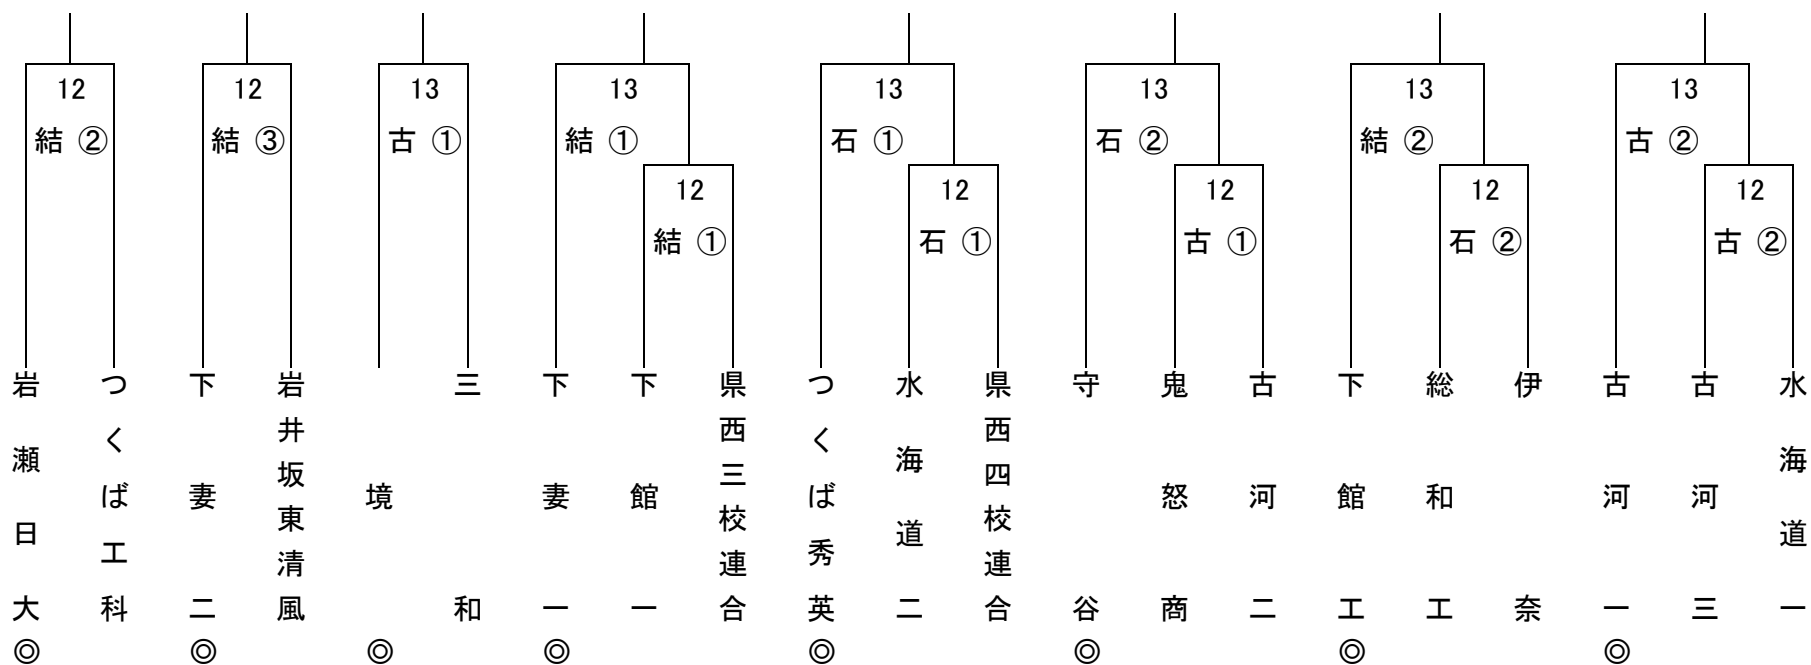 12 12 13 13 13 13 13 13
結 ② 結 ③ 古 ① 結 ① 石 ① 石 ② 結 ② 古 ②
12 12 12 12 12
結 ① 石 ① 古 ① 石 ② 古 ②
岩瀬日大◎
つくば工科
下妻二◎
岩井坂東清風
境◎
三和
下妻一◎
下館一
県西三校連合
つくば秀英◎
水海道二
県西四校連合
守谷◎
鬼怒商
古河二
下館工◎
総和工
伊奈
古河一◎
古河三
水海道一